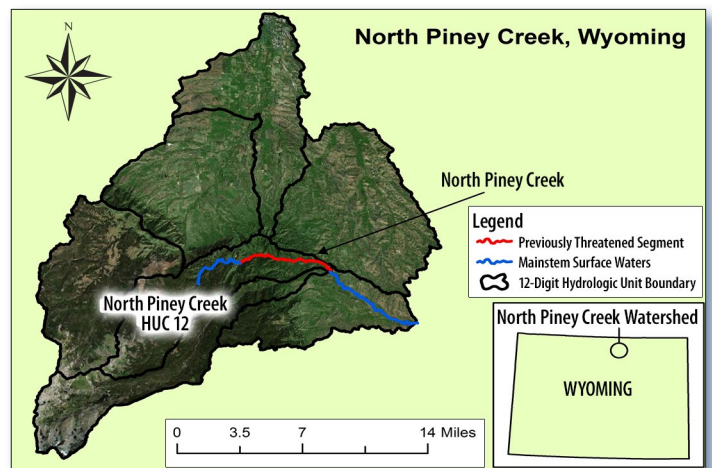 North Piney Creek, Wyoming
N
North Piney Creek
Legend
Previously Threatened Segment
Mainstem Surface Waters
12-Digit Hydrologic Unit Boundary
North Piney Creek
HUC 12
North Piney Creek Watershed
WYOMING
0 3.5 7 14 Miles